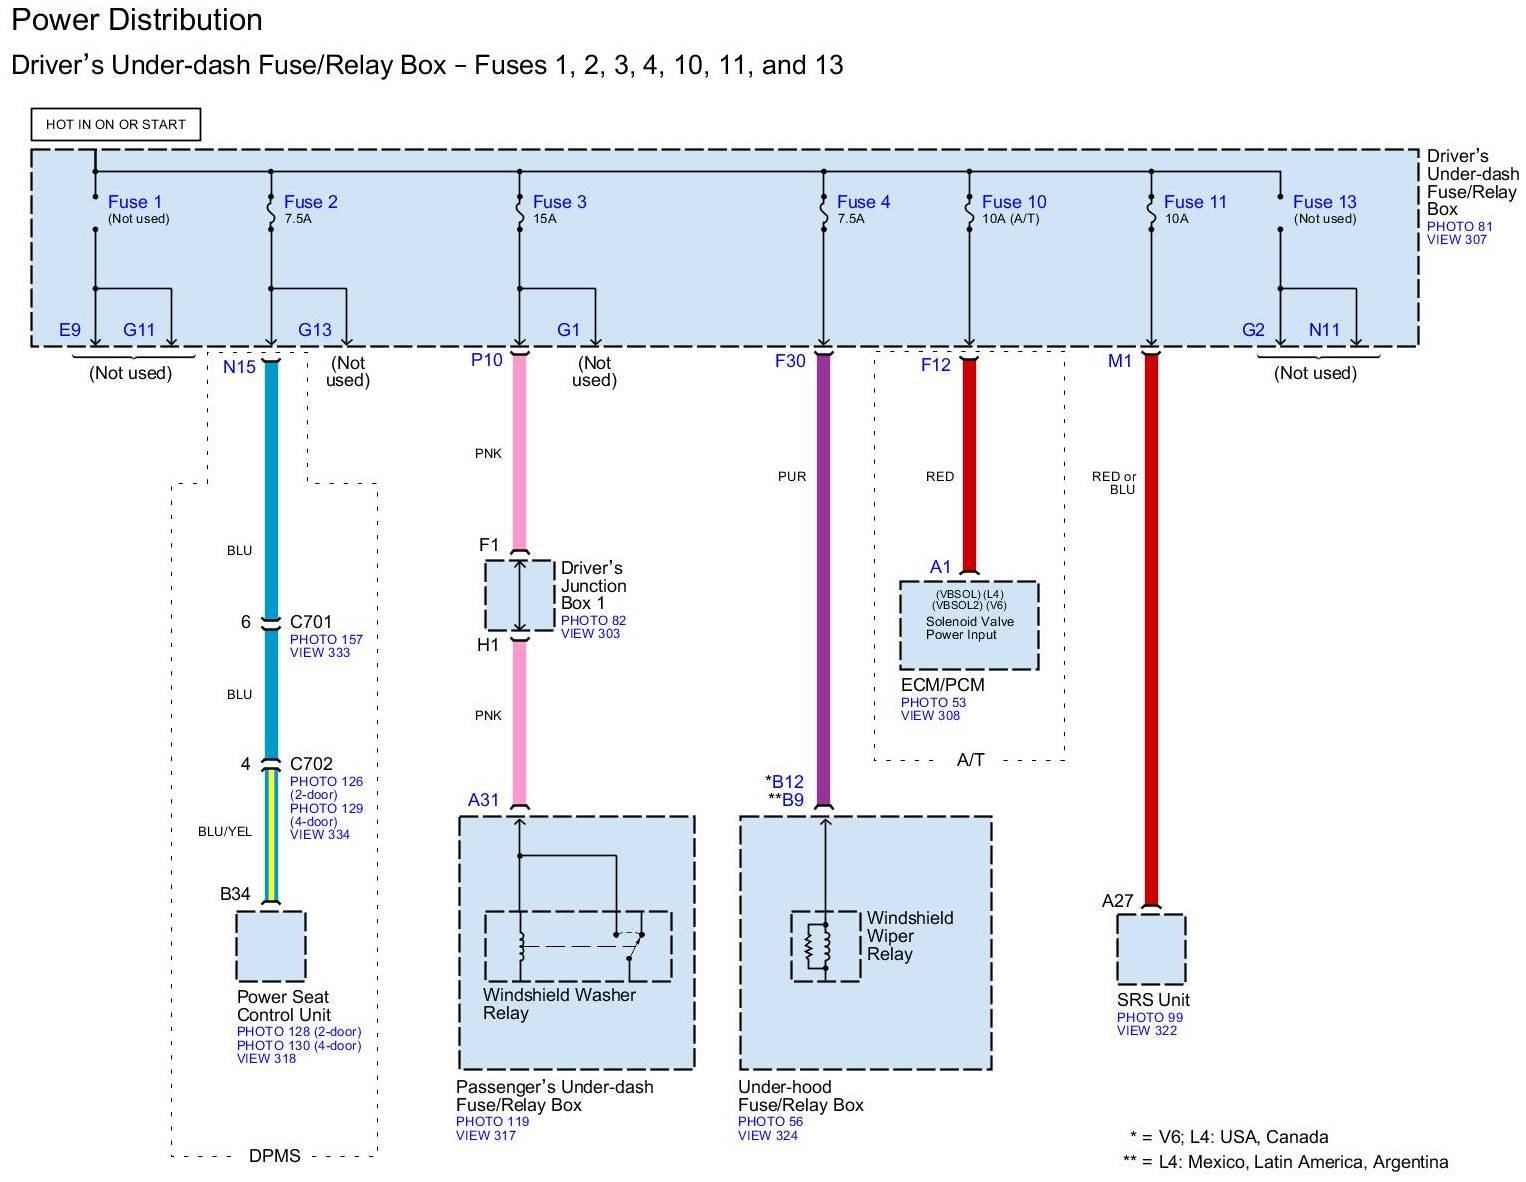 Power Distribution
Driver's Under-dash Fuse/Relay Box – Fuses 1, 2, 3, 4, 10, 11, and 13
HOT IN ON OR START
Driver's
Under-dash
Fuse/Relay
Box
PHOTO 81
VIEW 307
Fuse 1
(Not used)
Fuse 2
7.5A
Fuse 3
15A
Fuse 4
7.5A
Fuse 10
10A (A/T)
Fuse 11
10A
Fuse 13
(Not used)
E9
G11
G13
G1
G2
N11
(Not used)
N15
(Not
used)
P10
(Not
used)
F30
F12
M1
(Not used)
PNK
PUR
RED
RED or
BLU
BLU
F1
Driver's
Junction
Box 1
PHOTO 82
VIEW 303
H1
A1
(VBSOL) (L4)
(VBSOL2) (V6)
Solenoid Valve
Power Input
ECM/PCM
PHOTO 53
VIEW 308
A/T
6
C701
PHOTO 157
VIEW 333
BLU
PNK
4
C702
PHOTO 126
(2-door)
PHOTO 129
(4-door)
VIEW 334
BLU/YEL
B34
A31
*B12
**B9
A27
Power Seat
Control Unit
PHOTO 128 (2-door)
PHOTO 130 (4-door)
VIEW 318
DPMS
Windshield Washer
Relay
Passenger's Under-dash
Fuse/Relay Box
PHOTO 119
VIEW 317
Windshield
Wiper
Relay
Under-hood
Fuse/Relay Box
PHOTO 56
VIEW 324
SRS Unit
PHOTO 99
VIEW 322
* = V6; L4: USA, Canada
** = L4: Mexico, Latin America, Argentina